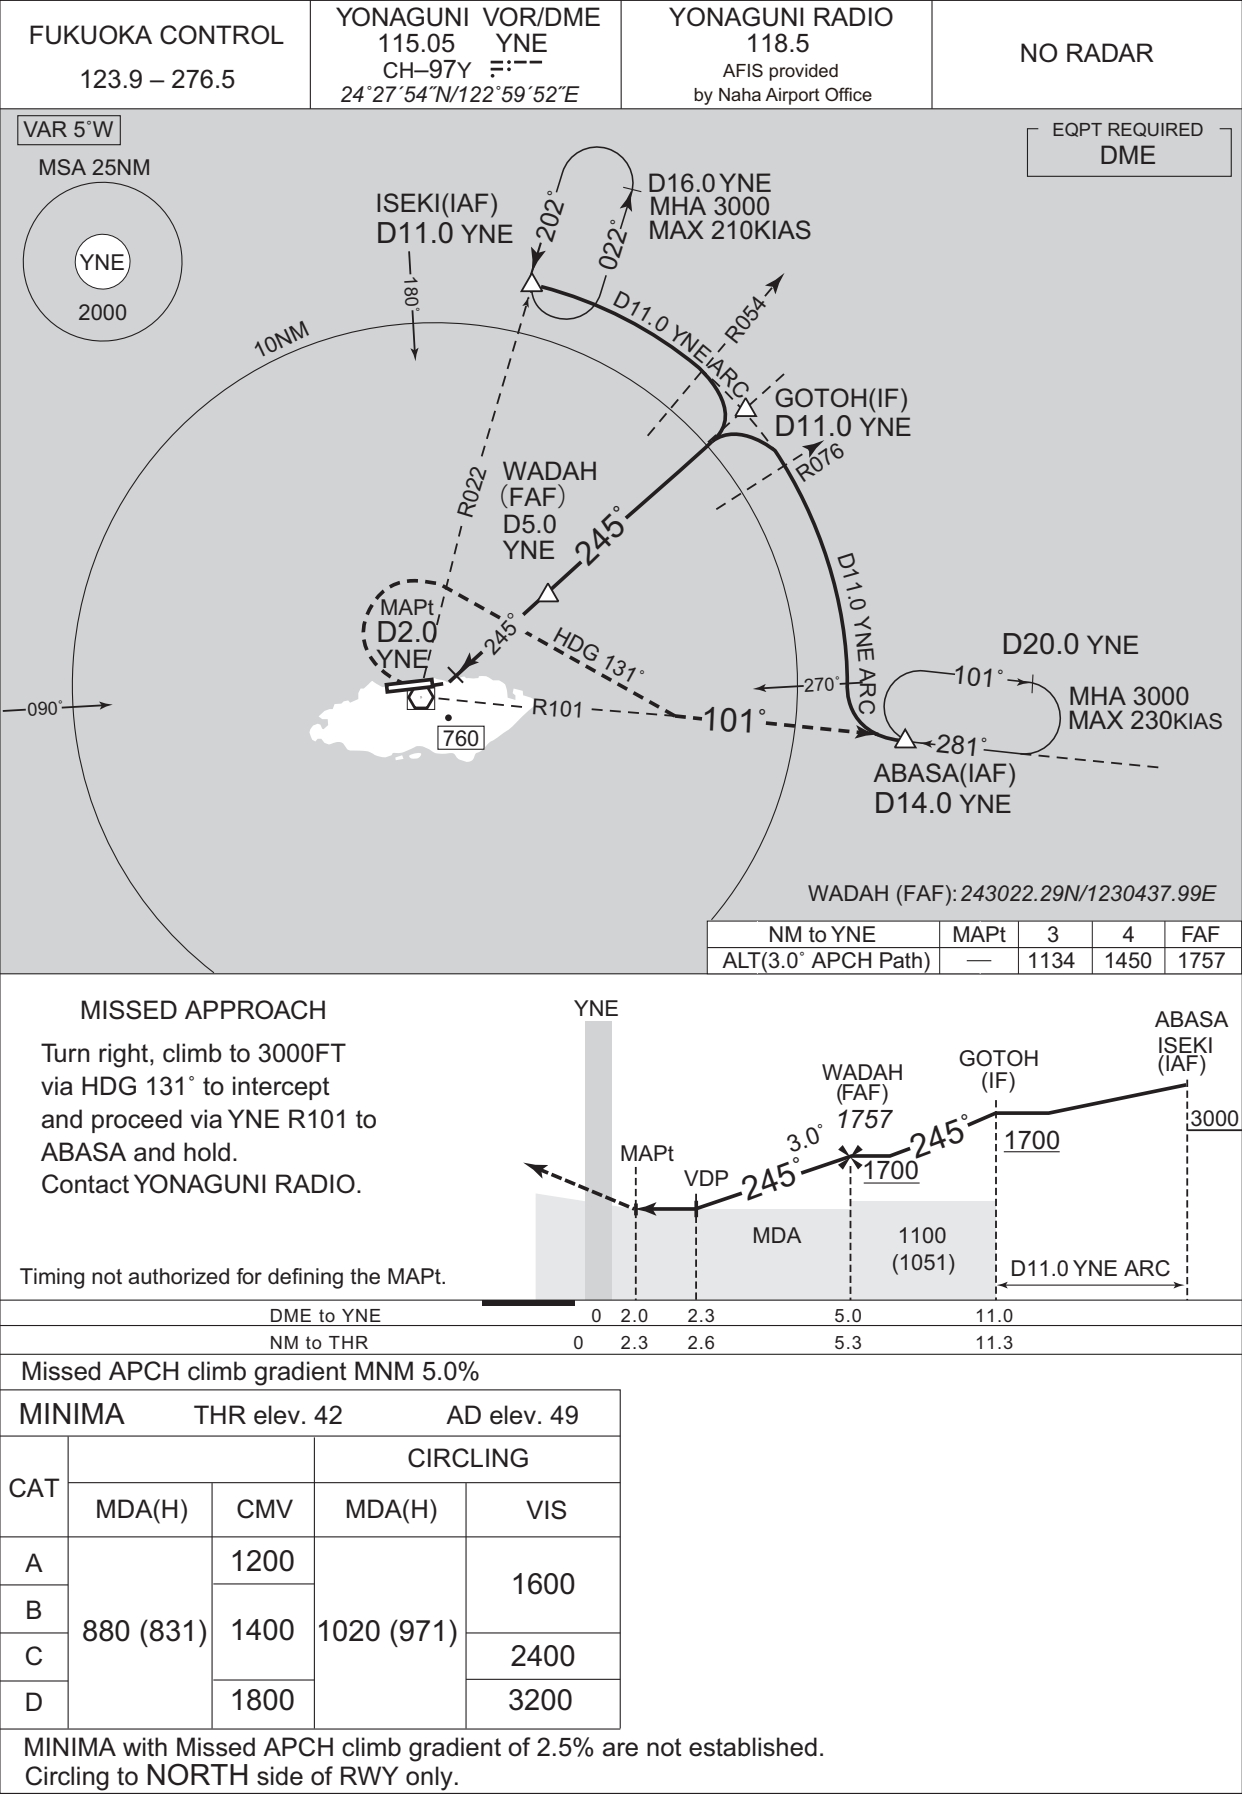 FUKUOKA CONTROL
123.9 – 276.5
YONAGUNI VOR/DME
115.05 YNE
CH–97Y
24°27´54˝N/122°59´52˝E
YONAGUNI RADIO
118.5
AFIS provided
by Naha Airport Office
NO RADAR
VAR 5°W
MSA 25NM
YNE
2000
EQPT REQUIRED
DME
ISEKI(IAF)
D11.0 YNE
202°
022°
D16.0 YNE
MHA 3000
MAX 210KIAS
180°
10NM
D11.0 YNE ARC
R054
GOTOH(IF)
D11.0 YNE
R076
R022
WADAH
(FAF)
D5.0
YNE
245°
D11.0 YNE ARC
MAPt
D2.0
YNE
245°
HDG 131°
D20.0 YNE
101°
MHA 3000
MAX 230KIAS
270°
090°
R101
101°
281°
760
ABASA(IAF)
D14.0 YNE
WADAH (FAF): 243022.29N/1230437.99E
NM to YNE MAPt 3 4 FAF
ALT(3.0° APCH Path) — 1134 1450 1757
MISSED APPROACH
Turn right, climb to 3000FT
via HDG 131° to intercept
and proceed via YNE R101 to
ABASA and hold.
Contact YONAGUNI RADIO.
Timing not authorized for defining the MAPt.
YNE
MAPt
VDP
3.0°
245°
WADAH
(FAF)
1757
1700
245°
GOTOH
(IF)
1700
ABASA
ISEKI
(IAF)
3000
MDA
1100
(1051)
D11.0 YNE ARC
DME to YNE 0 2.0 2.3 5.0 11.0
NM to THR 0 2.3 2.6 5.3 11.3
Missed APCH climb gradient MNM 5.0%
MINIMA THR elev. 42 AD elev. 49
CAT
CIRCLING
MDA(H) CMV MDA(H) VIS
A
B
C
D
880 (831)
1200
1400
1800
1020 (971)
1600
2400
3200
MINIMA with Missed APCH climb gradient of 2.5% are not established.
Circling to NORTH side of RWY only.